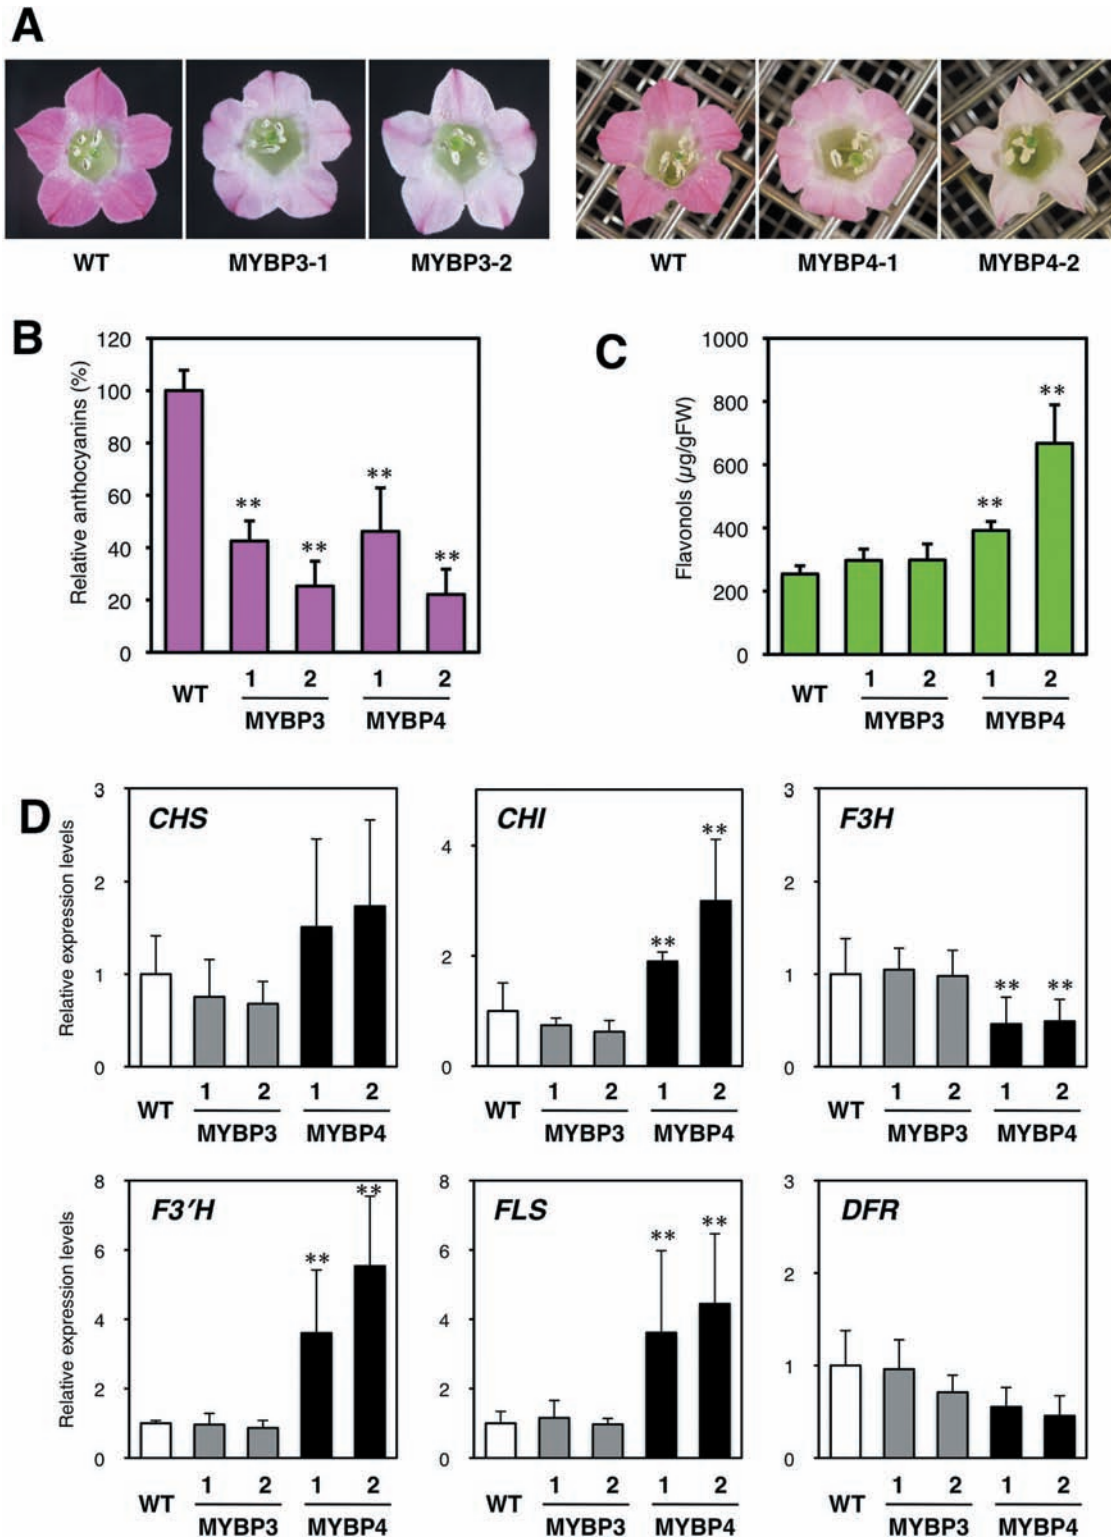 A
WT MYBP3-1 MYBP3-2 WT MYBP4-1 MYBP4-2
B
Relative anthocyanins (%)
120
100
80
60
40
20
0
** ** ** **
WT 1 2 1 2
MYBP3 MYBP4
C
Flavonols (µg/gFW)
1000
800
600
400
200
0
** **
WT 1 2 1 2
MYBP3 MYBP4
D
Relative expression levels
CHS
3
2
1
0
WT 1 2 1 2
MYBP3 MYBP4
CHI
4
2
0
** **
WT 1 2 1 2
MYBP3 MYBP4
F3H
3
2
1
0
** **
WT 1 2 1 2
MYBP3 MYBP4
Relative expression levels
F3′H
8
6
4
2
0
** **
WT 1 2 1 2
MYBP3 MYBP4
FLS
8
6
4
2
0
** **
WT 1 2 1 2
MYBP3 MYBP4
DFR
3
2
1
0
WT 1 2 1 2
MYBP3 MYBP4